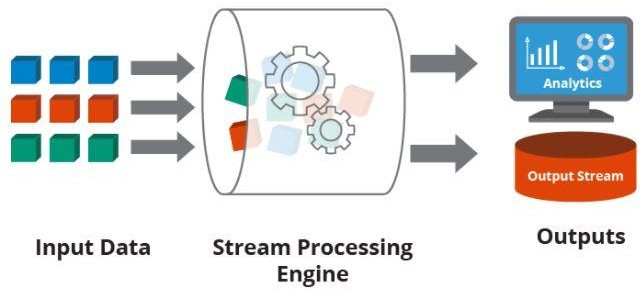 Analytics
Output Stream
Input Data
Stream Processing
Engine
Outputs